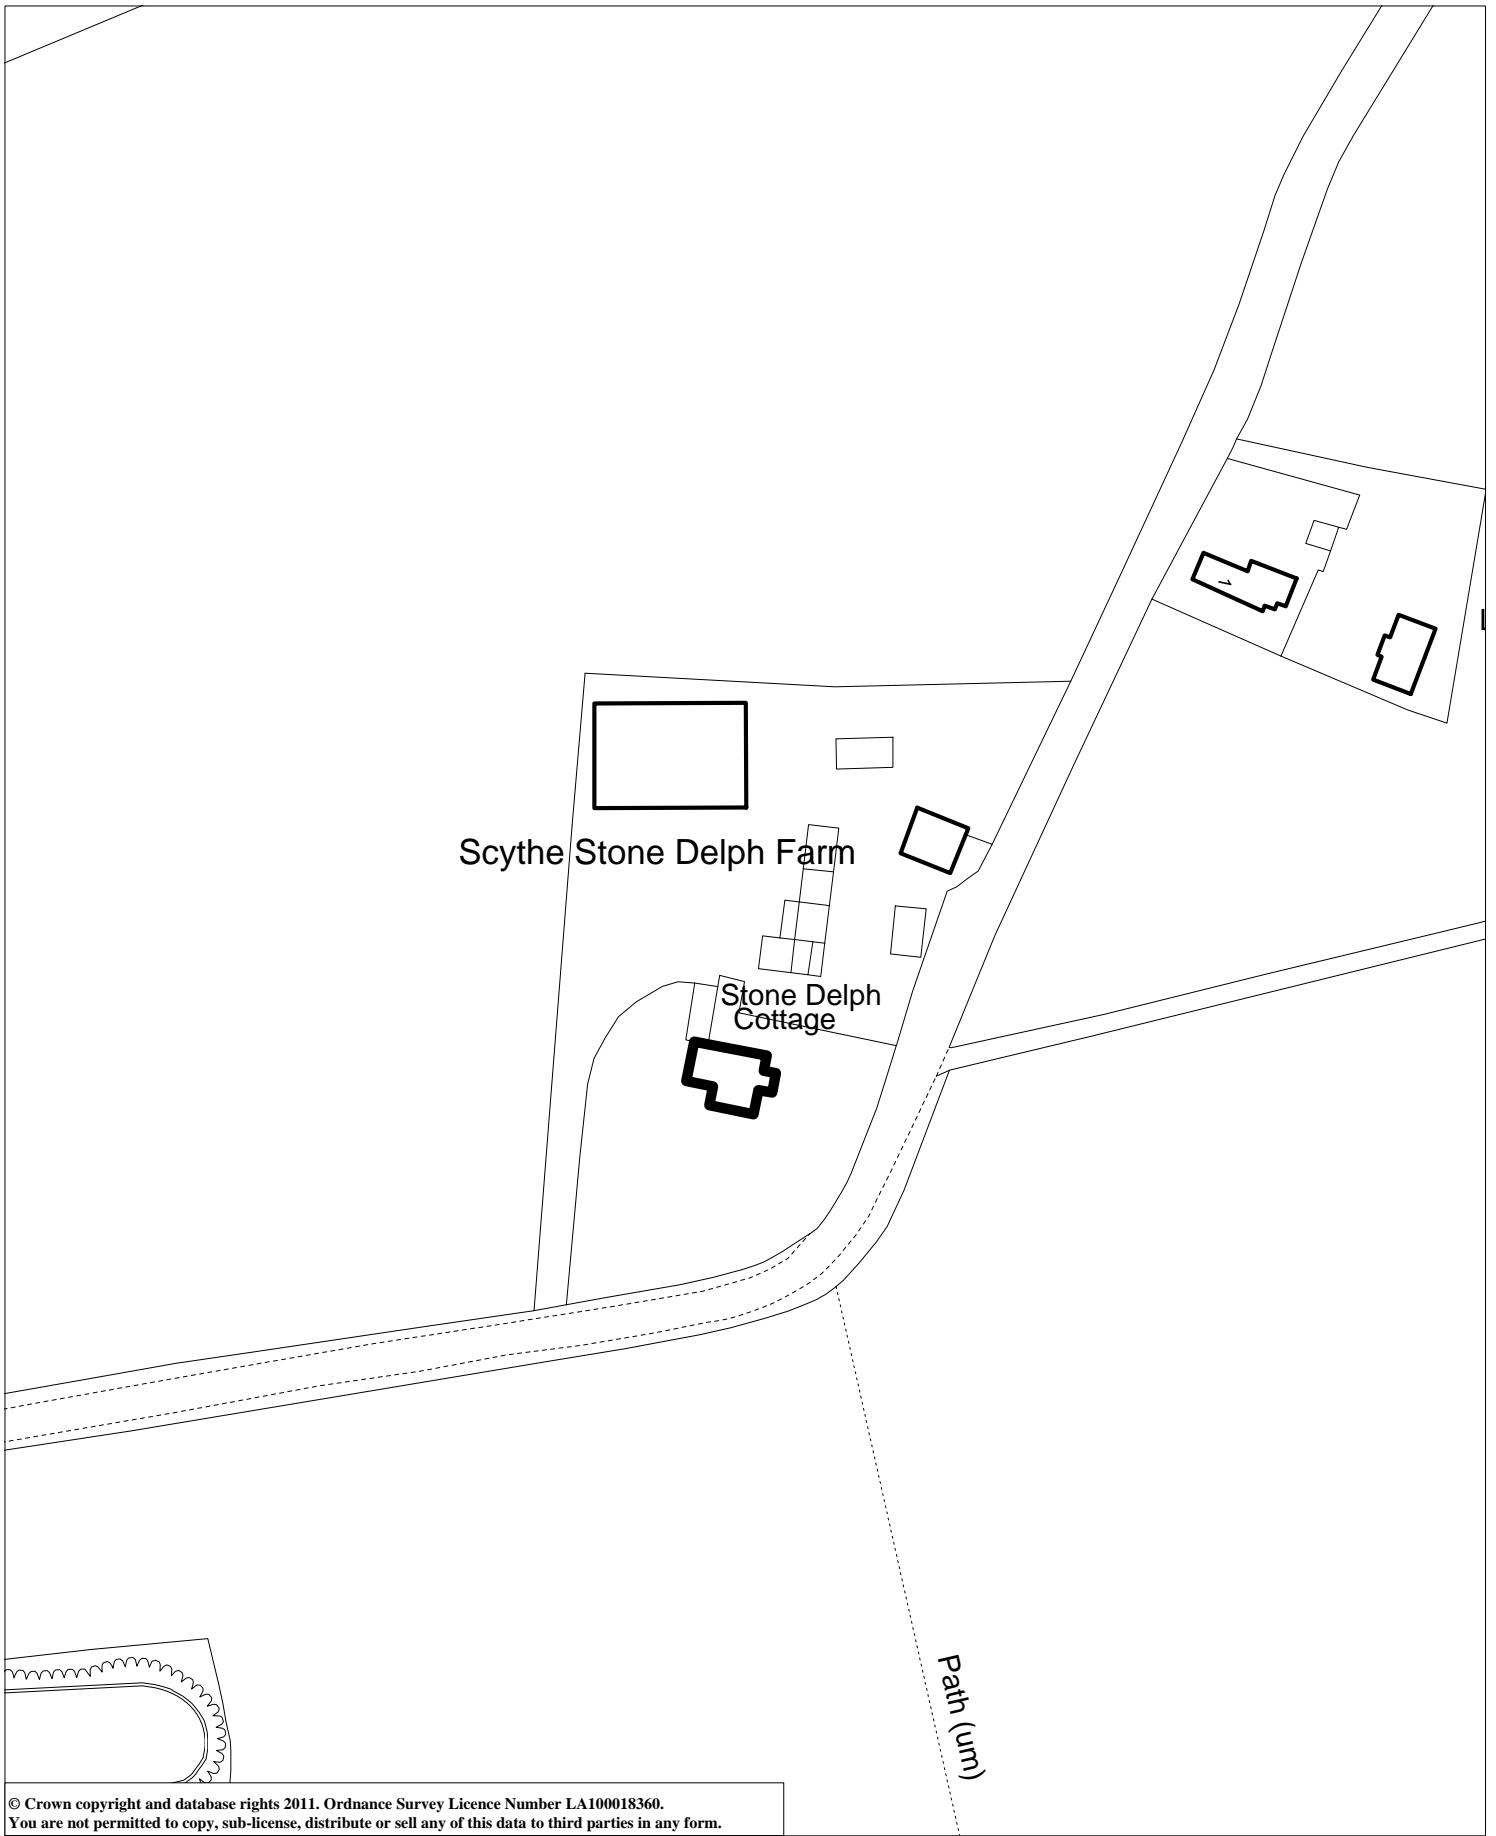 Scythe Stone Delph Farm
Stone Delph
Cottage
Path (um)
© Crown copyright and database rights 2011. Ordnance Survey Licence Number LA100018360.
You are not permitted to copy, sub-license, distribute or sell any of this data to third parties in any form.